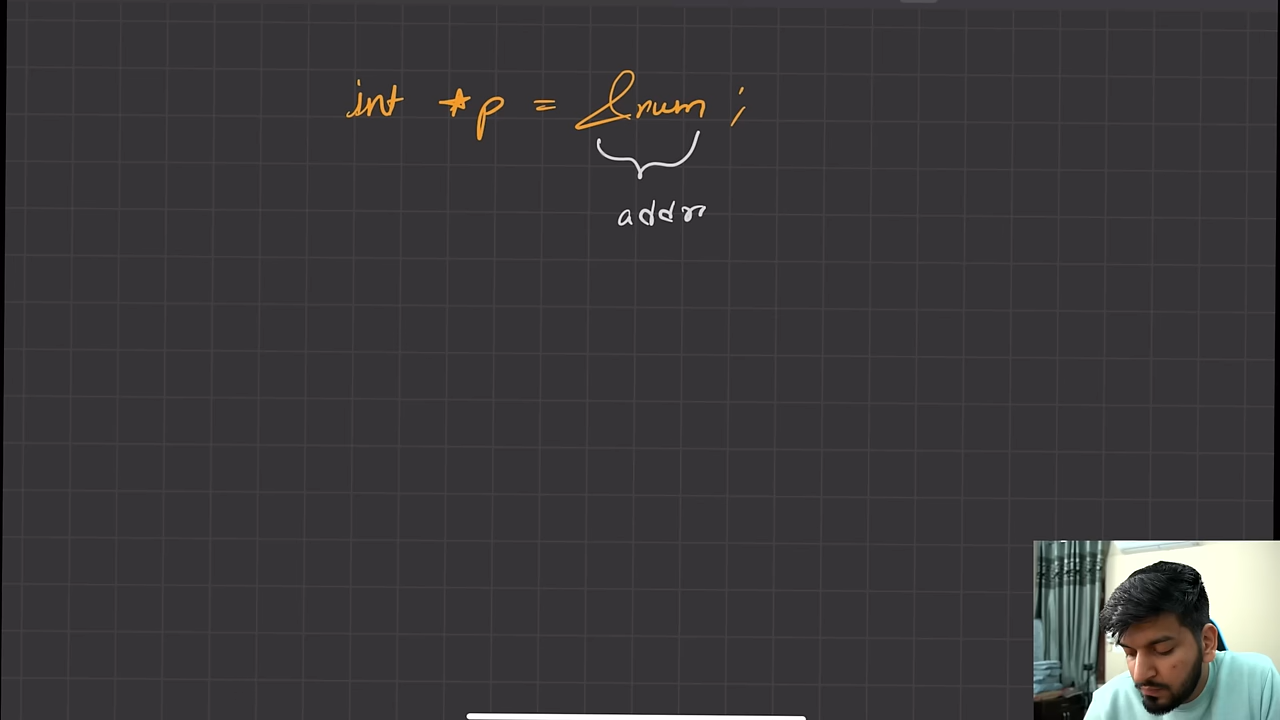 int *p = &num ;
addr